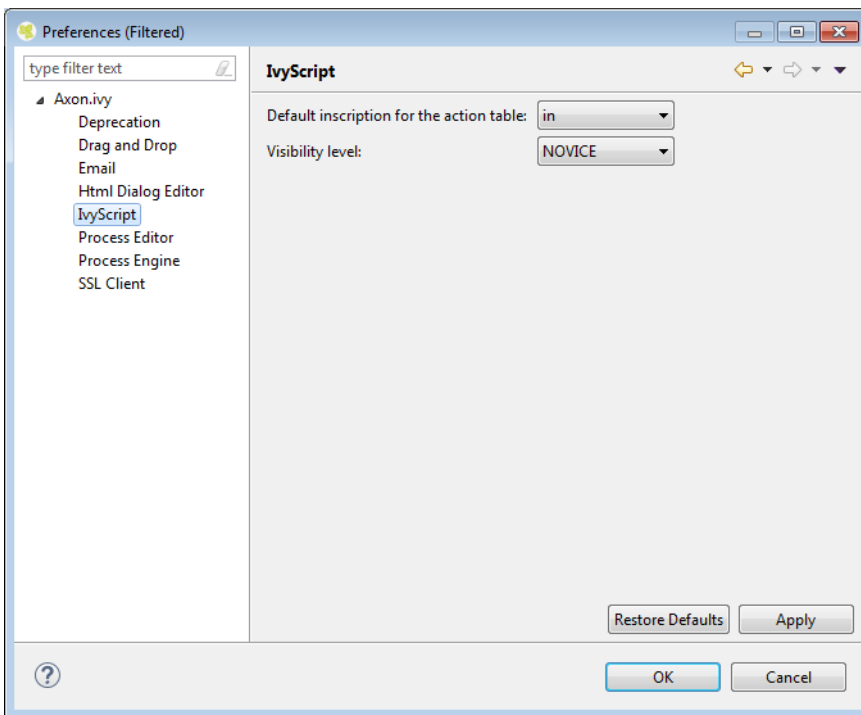 Preferences (Filtered)
type filter text
Axon.ivy
Deprecation
Drag and Drop
Email
Html Dialog Editor
IvyScript
Process Editor
Process Engine
SSL Client
IvyScript
Default inscription for the action table: in
Visibility level: NOVICE
Restore Defaults Apply
? OK Cancel